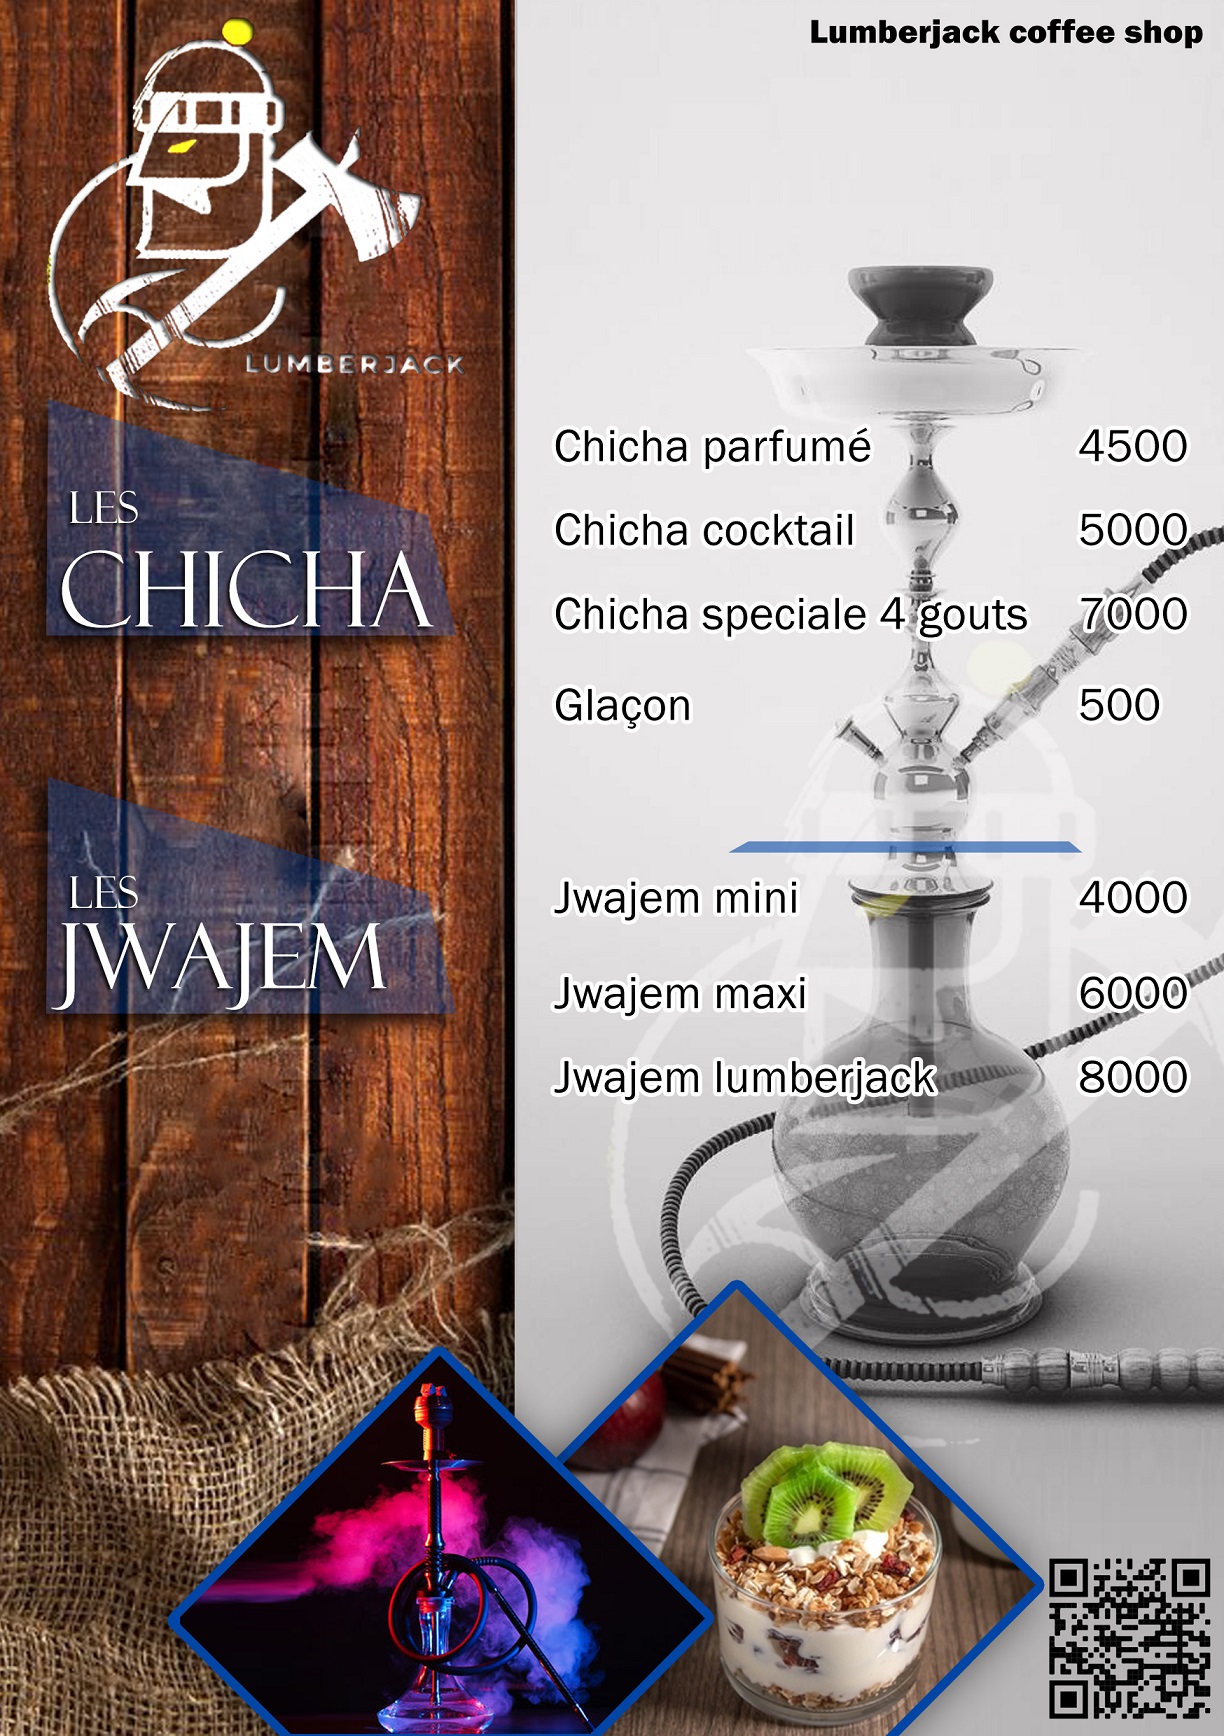 Lumberjack coffee shop
LUMBERJACK
LES
CHICHA
Chicha parfumé 4500
Chicha cocktail 5000
Chicha speciale 4 gouts 7000
Glaçon 500
LES
JWAJEM
Jwajem mini 4000
Jwajem maxi 6000
Jwajem lumberjack 8000